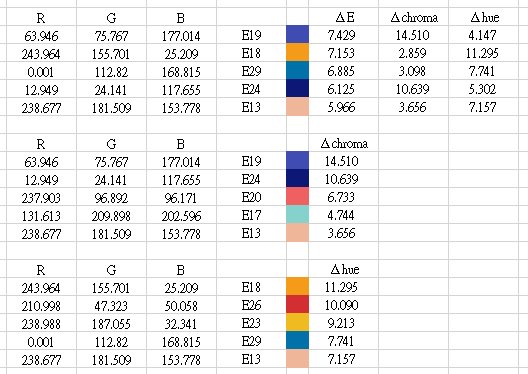 R G B Δ E Δ chroma Δ hue
63.946 75.767 177.014 E19 7.429 14.510 4.147
243.964 155.701 25.209 E18 7.153 2.859 11.295
0.001 112.82 168.815 E29 6.885 3.098 7.741
12.949 24.141 117.655 E24 6.125 10.639 5.302
238.677 181.509 153.778 E13 5.966 3.656 7.157
R G B Δ chroma
63.946 75.767 177.014 E19 14.510
12.949 24.141 117.655 E24 10.639
237.903 96.892 96.171 E20 6.733
131.613 209.898 202.596 E17 4.744
238.677 181.509 153.778 E13 3.656
R G B Δ hue
243.964 155.701 25.209 E18 11.295
210.998 47.323 50.058 E26 10.090
238.988 187.055 32.341 E23 9.213
0.001 112.82 168.815 E29 7.741
238.677 181.509 153.778 E13 7.157